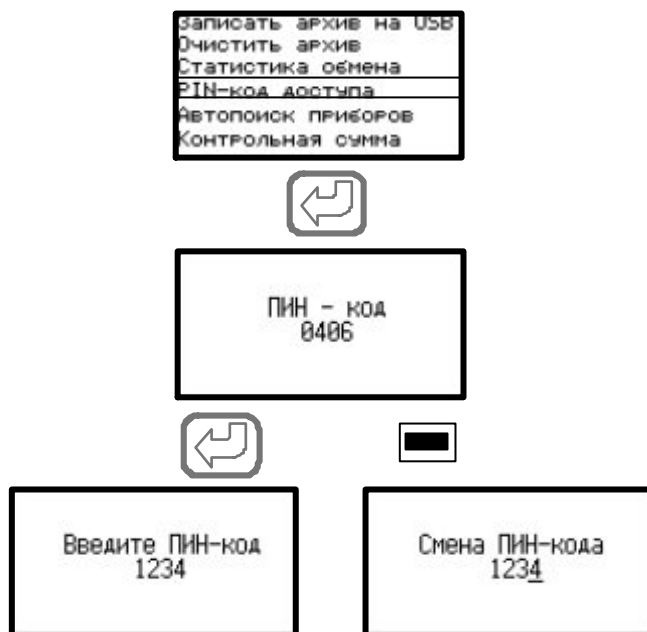 Записать архив на USB
Очистить архив
Статистика обмена
PIN-код доступа
Автопоиск приборов
Контрольная сумма
ПИН - код
0406
Введите ПИН-код
1234
Смена ПИН-кода
1234